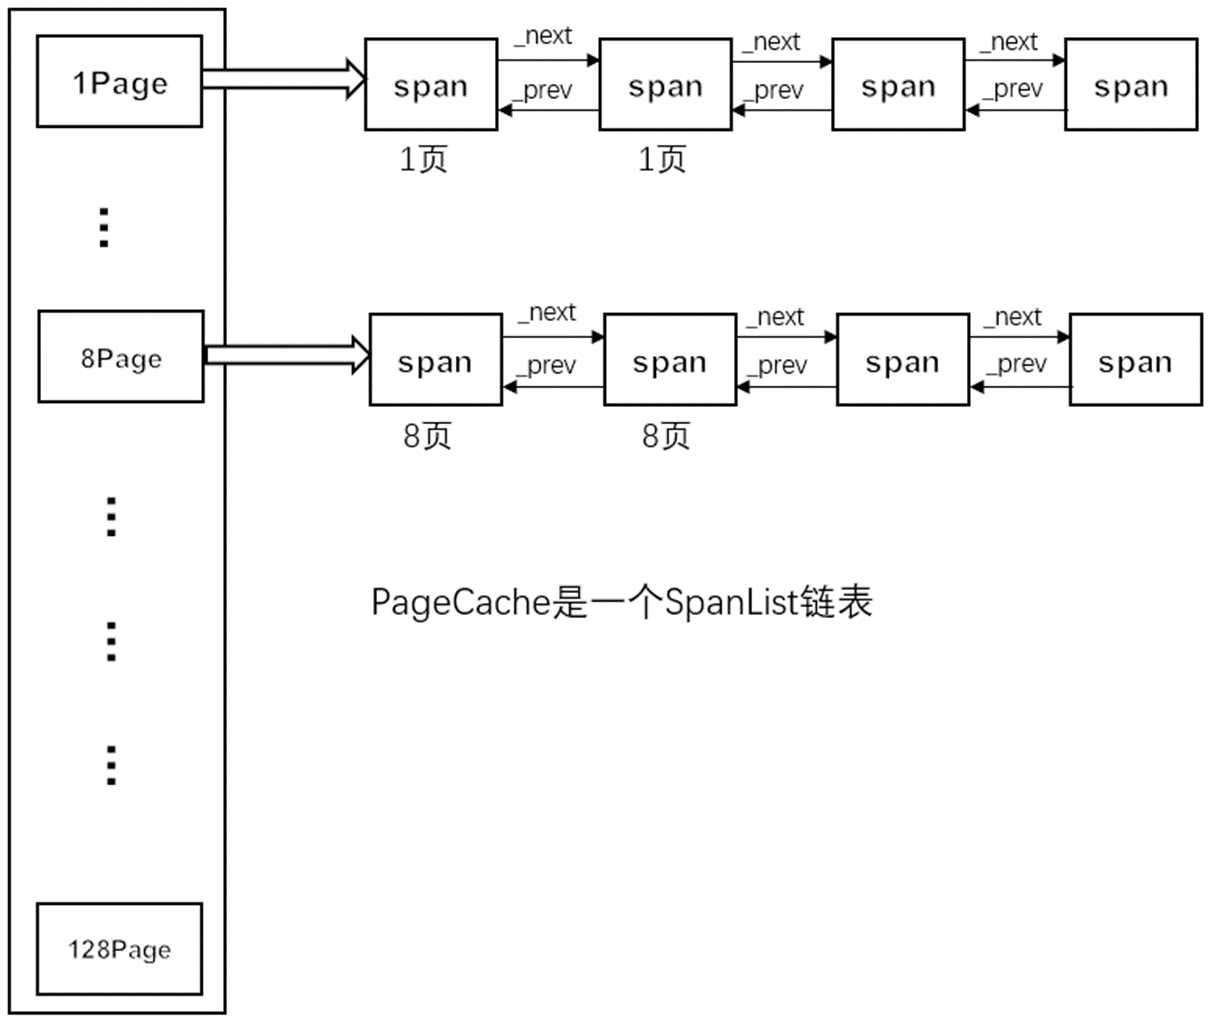 1Page
span
_next
_prev
span
_next
_prev
span
_next
_prev
span
1页
1页
8Page
span
_next
_prev
span
_next
_prev
span
_next
_prev
span
8页
8页
PageCache是一个SpanList链表
128Page